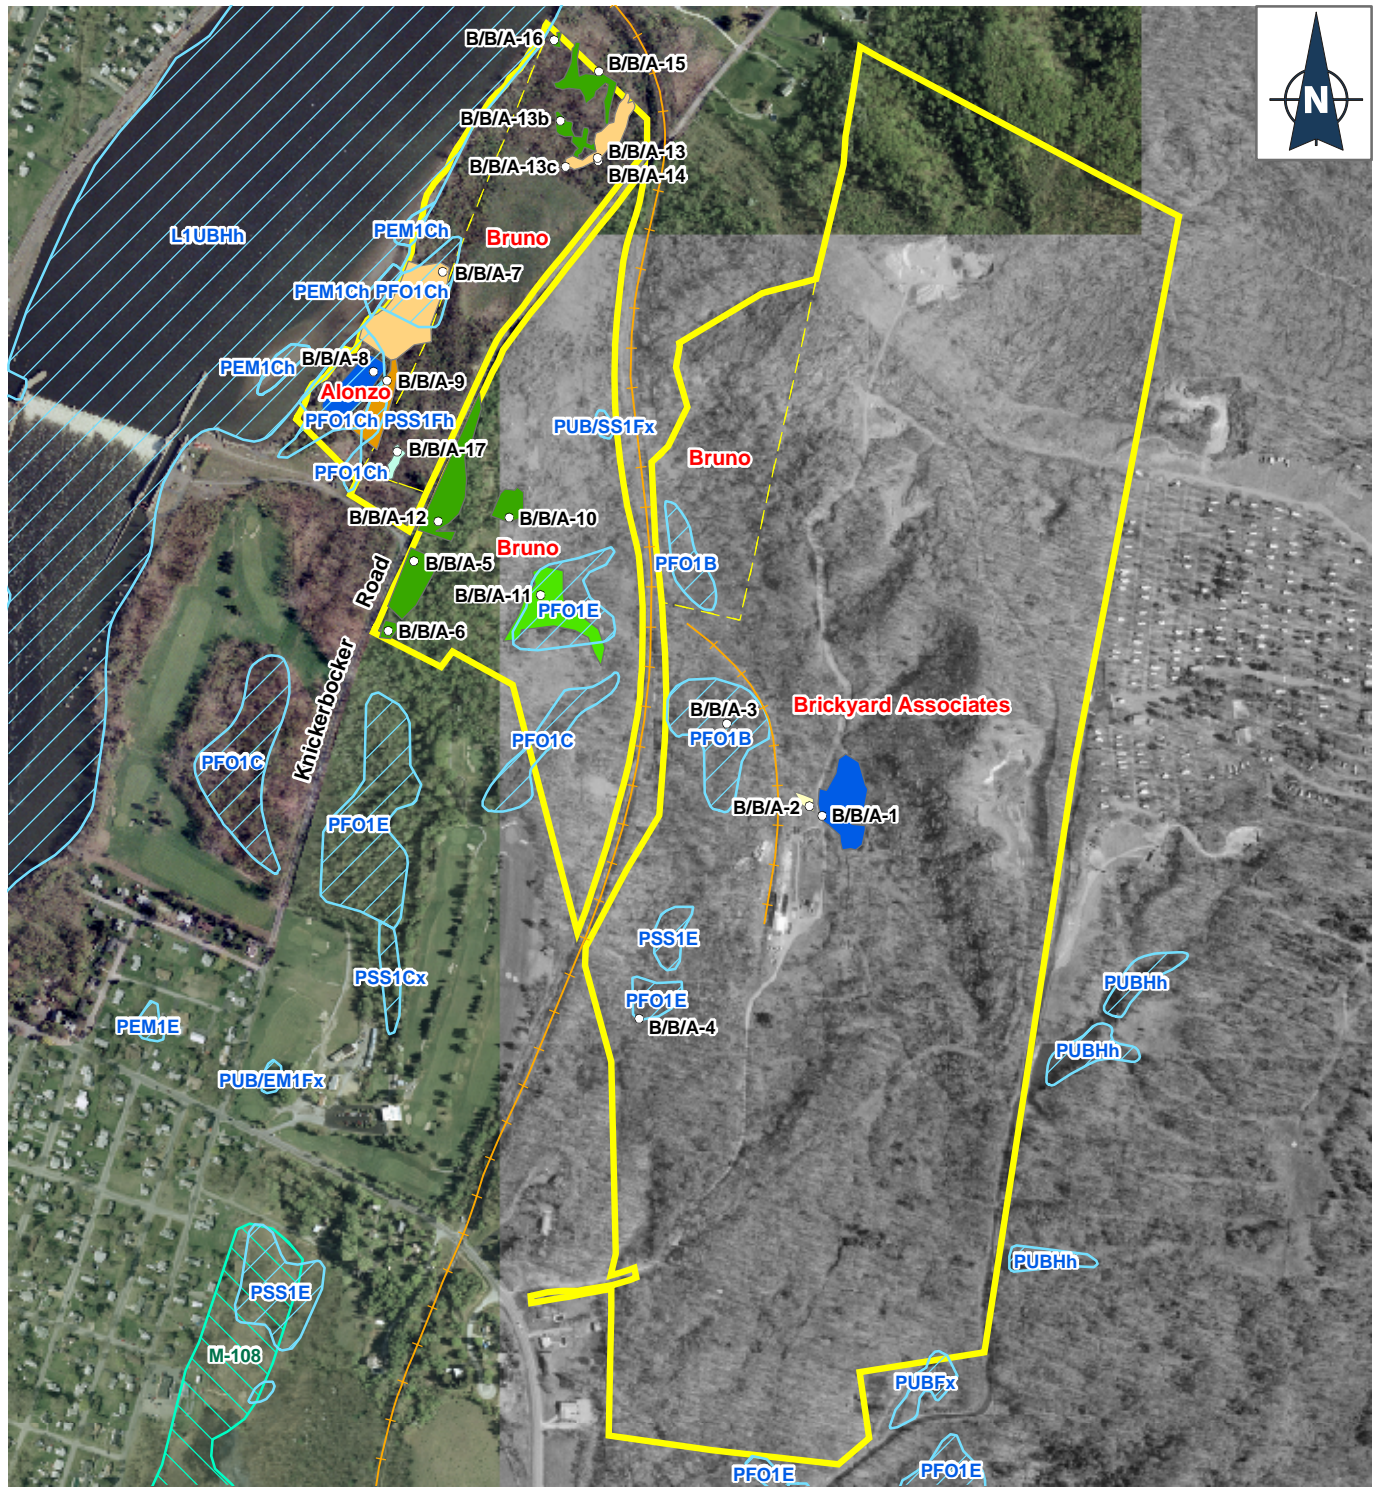 B/B/A-16
N
B/B/A-15
B/B/A-13b
B/B/A-13
B/B/A-13c
B/B/A-14
PEM1Ch
L1UBHh
Bruno
B/B/A-7
PEM1Ch PFO1Ch
B/B/A-8
PEM1Ch
B/B/A-9
Alonzo
PFO1Ch PSS1Fh
PUB/SS1Fx
B/B/A-17
Bruno
PFO1Ch
B/B/A-12
B/B/A-10
Bruno
B/B/A-5
PFO1B
Knickerbocker Road
B/B/A-11
PFO1E
B/B/A-6
Brickyard Associates
B/B/A-3
PFO1B
PFO1C
PFO1C
B/B/A-2
B/B/A-1
PFO1E
PSS1E
PSS1Cx
PUBHh
PFO1E
PEM1E
B/B/A-4
PUBHh
PUB/EM1Fx
PUBHh
PSS1E
M-108
PUBFx
PFO1E
PFO1E